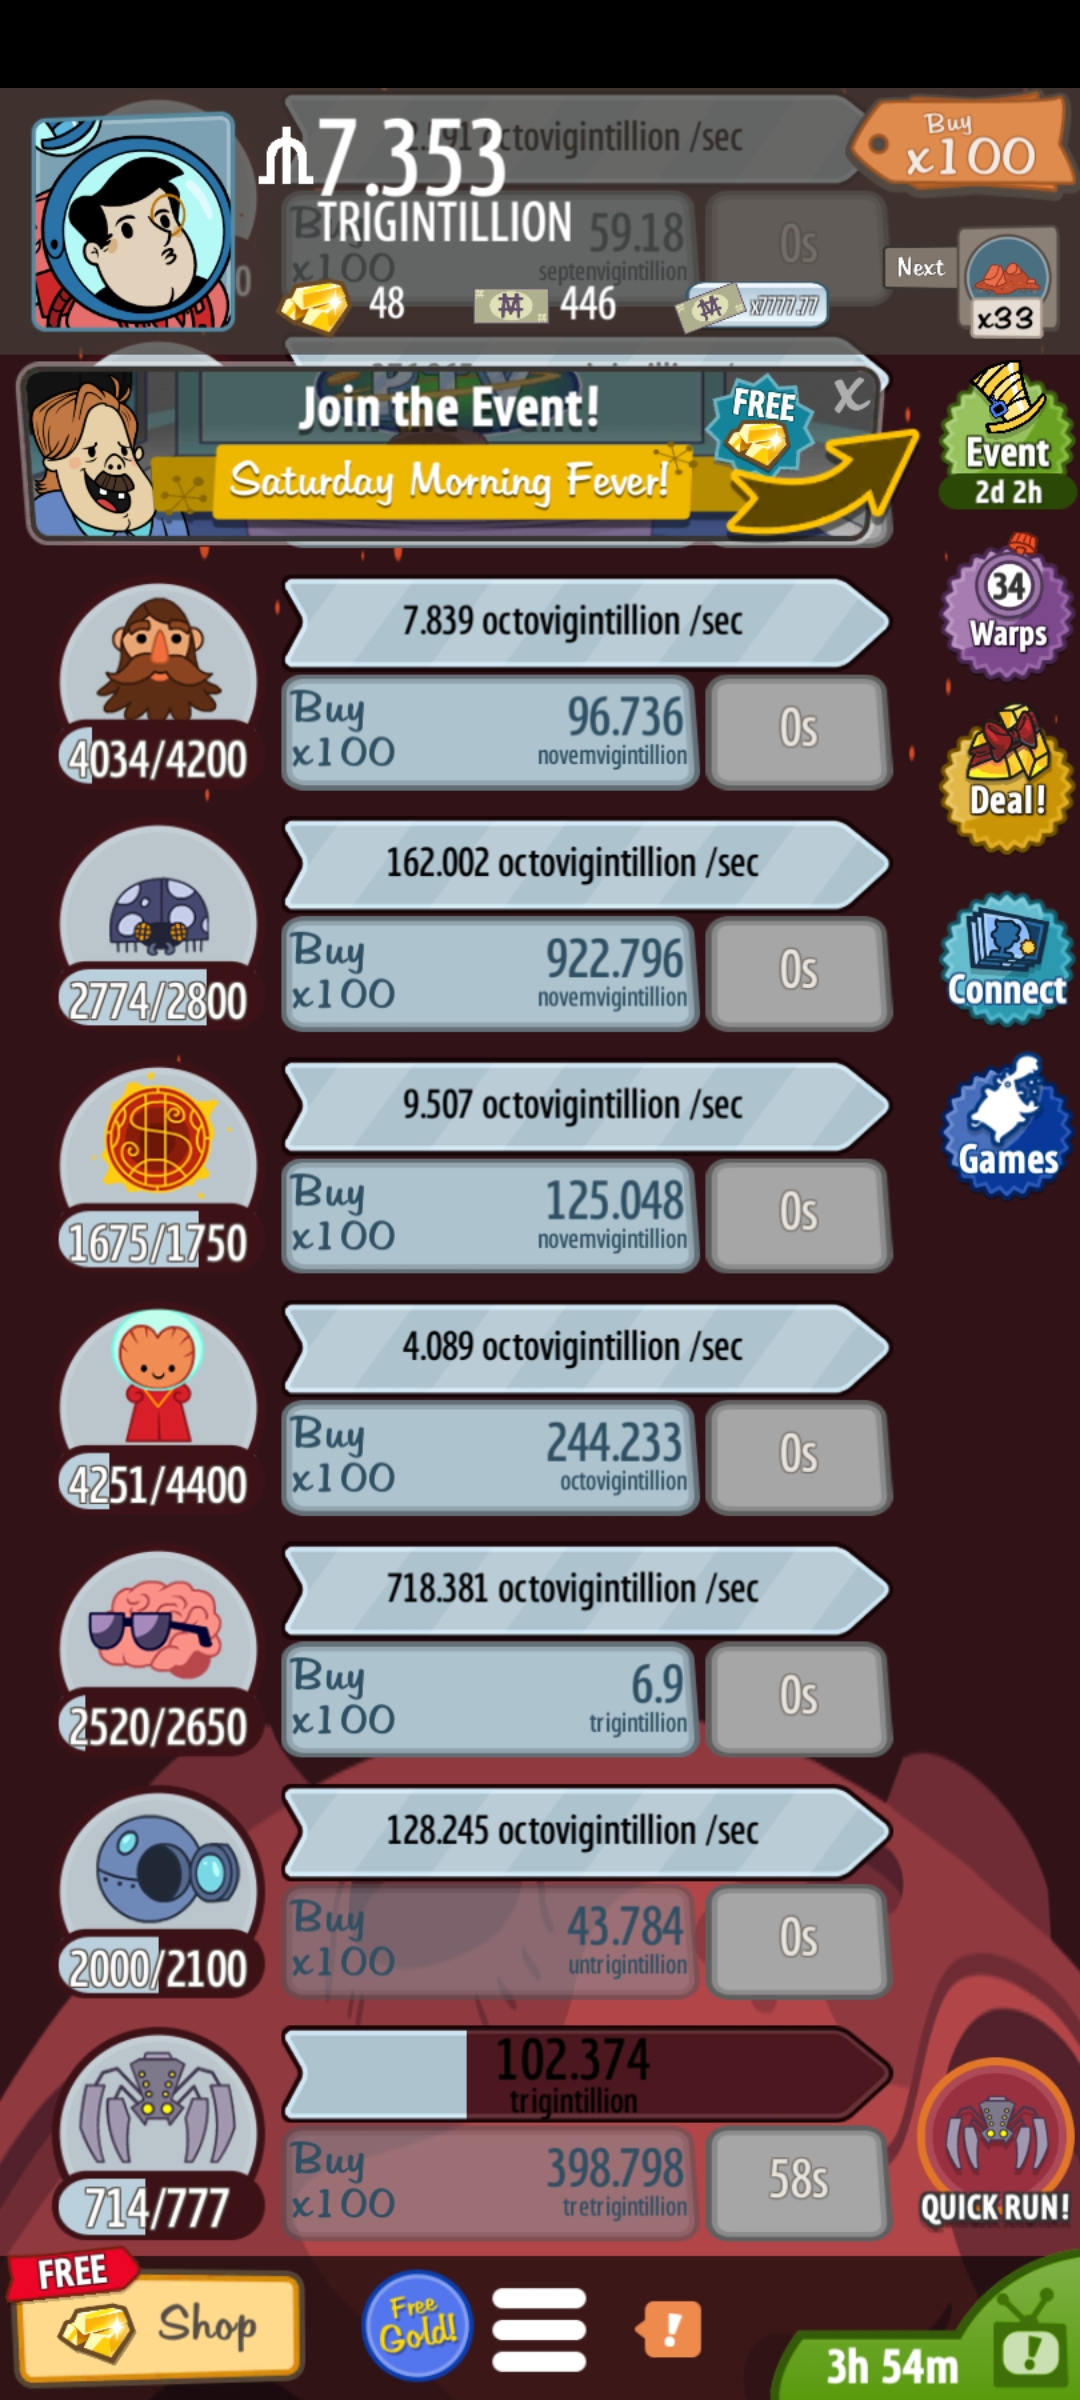 7.353
TRIGINTILLION
Buy
x100
48
446
x7777.77
Next
x33
octovigintillion /sec
Buy
x100
59.18
septenvigintillion
0s
Join the Event!
Saturday Morning Fever!
FREE
X
Event
2d 2h
7.839 octovigintillion /sec
Buy
x100
96.736
novemvigintillion
0s
4034/4200
34
Warps
Deal!
162.002 octovigintillion /sec
Buy
x100
922.796
novemvigintillion
0s
2774/2800
Connect
9.507 octovigintillion /sec
Buy
x100
125.048
novemvigintillion
0s
1675/1750
Games
4.089 octovigintillion /sec
Buy
x100
244.233
octovigintillion
0s
4251/4400
718.381 octovigintillion /sec
Buy
x100
6.9
trigintillion
0s
2520/2650
128.245 octovigintillion /sec
Buy
x100
43.784
untrigintillion
0s
2000/2100
102.374
trigintillion
Buy
x100
398.798
tretrigintillion
58s
714/777
QUICK RUN!
FREE
Shop
Free
Gold!
!
3h 54m
!